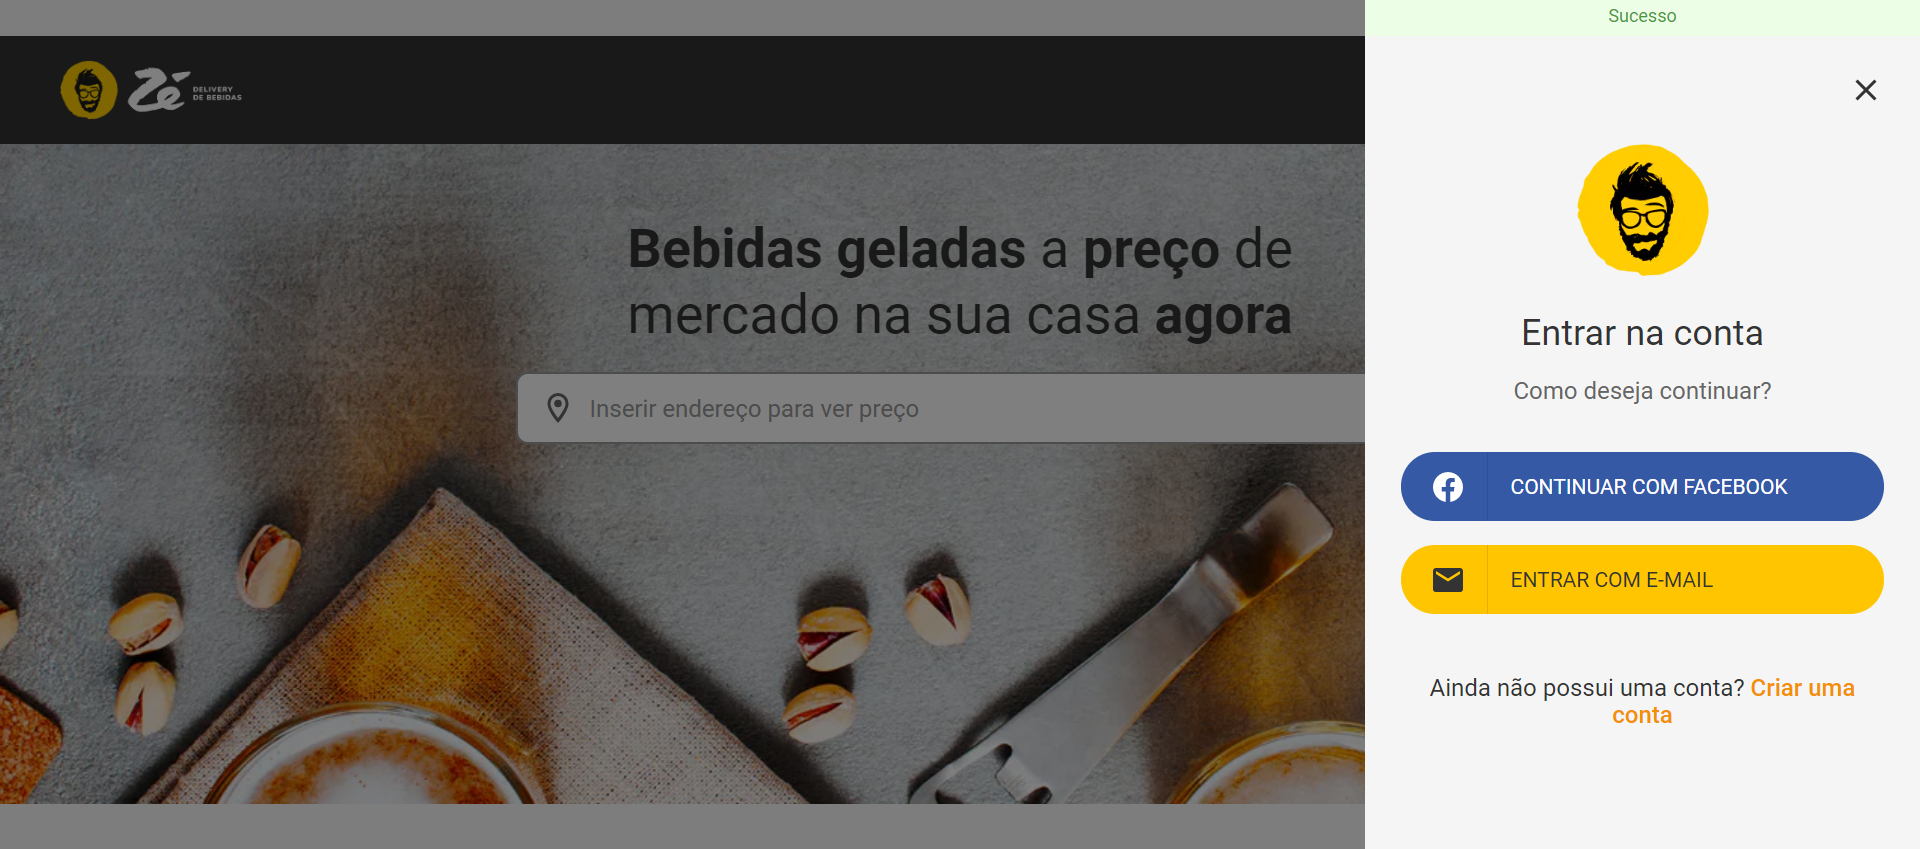 Sucesso
Zé
DELIVERY
DE BEBIDAS
Bebidas geladas a preço de
mercado na sua casa agora
Inserir endereço para ver preço
Entrar na conta
Como deseja continuar?
CONTINUAR COM FACEBOOK
ENTRAR COM E-MAIL
Ainda não possui uma conta? Criar uma
conta